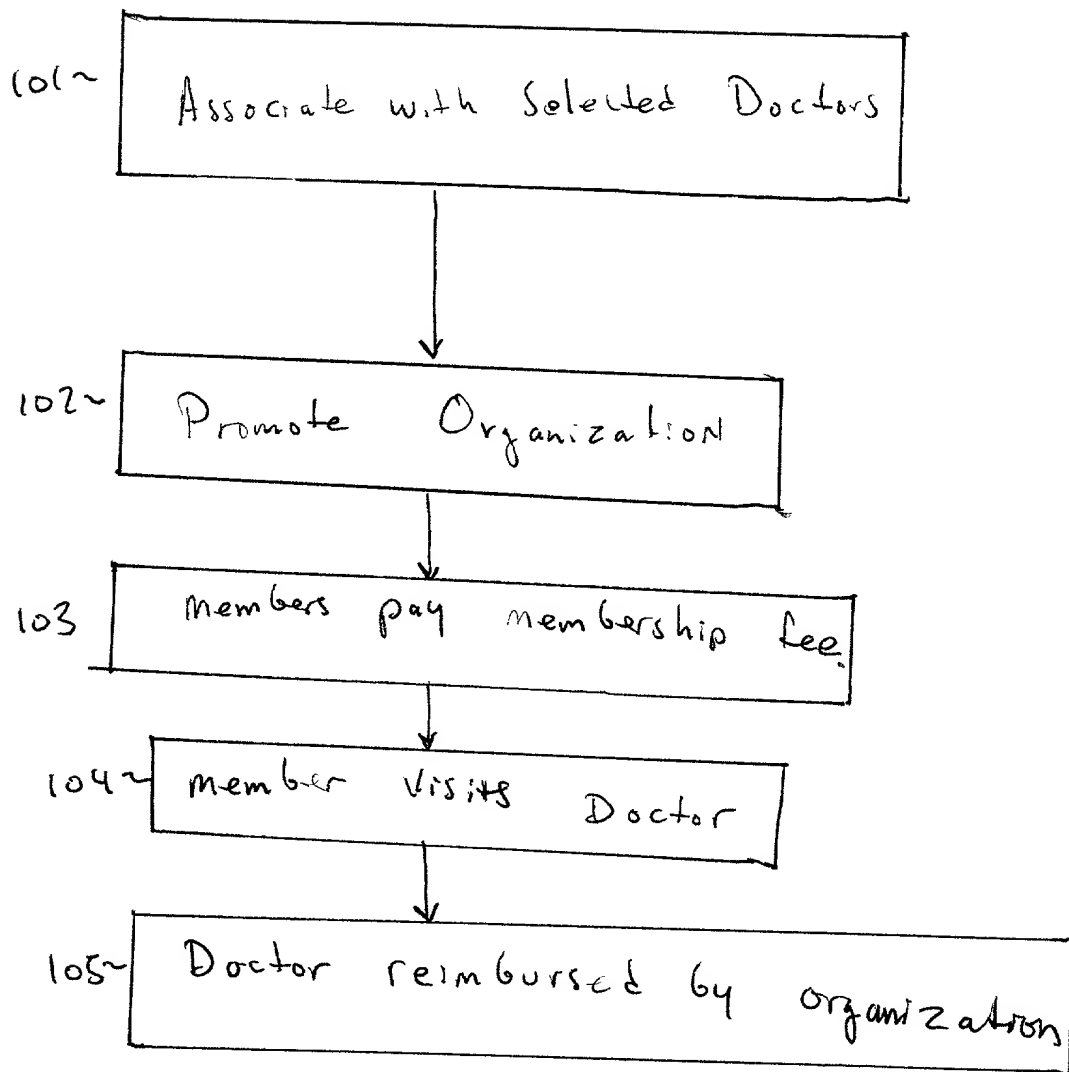 101~ Associate with Selected Doctors
102~ Promote Organization
103 members pay membership fee.
104~ member visits Doctor
105~ Doctor reimbursed by organization